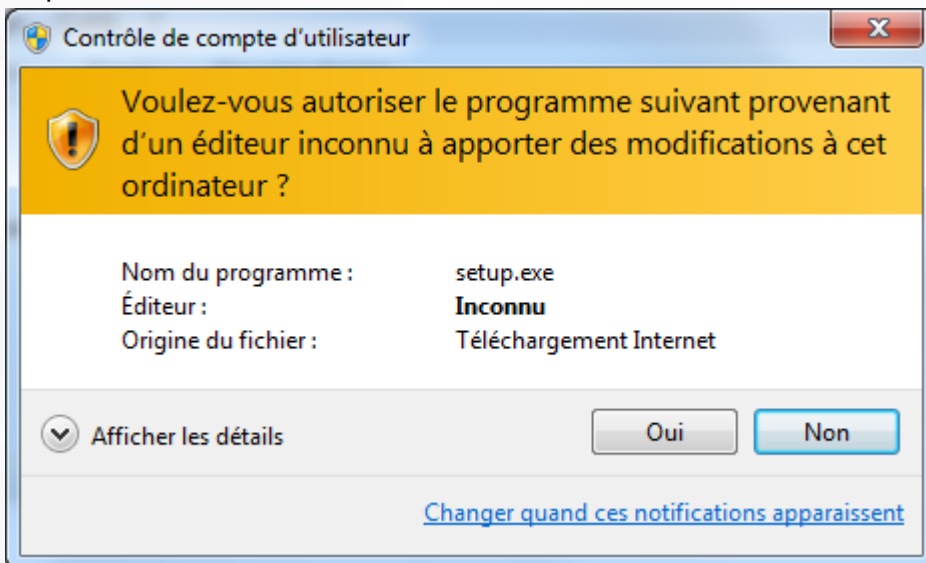 Contrôle de compte d’utilisateur
Voulez-vous autoriser le programme suivant provenant
d’un éditeur inconnu à apporter des modifications à cet
ordinateur ?
Nom du programme : setup.exe
Éditeur : Inconnu
Origine du fichier : Téléchargement Internet
Afficher les détails Oui Non
Changer quand ces notifications apparaissent